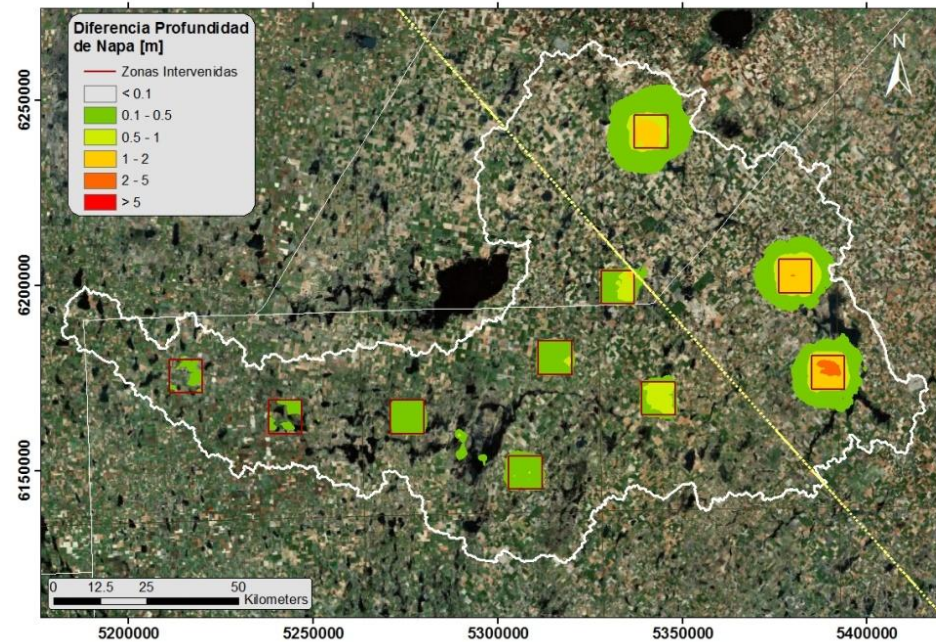 Diferencia Profundidad
de Napa [m]
Zonas Intervenidas
< 0.1
0.1 - 0.5
0.5 - 1
1 - 2
2 - 5
> 5
N
6250000
6200000
6150000
0 12.5 25 50
Kilometers
5200000 5250000 5300000 5350000 5400000